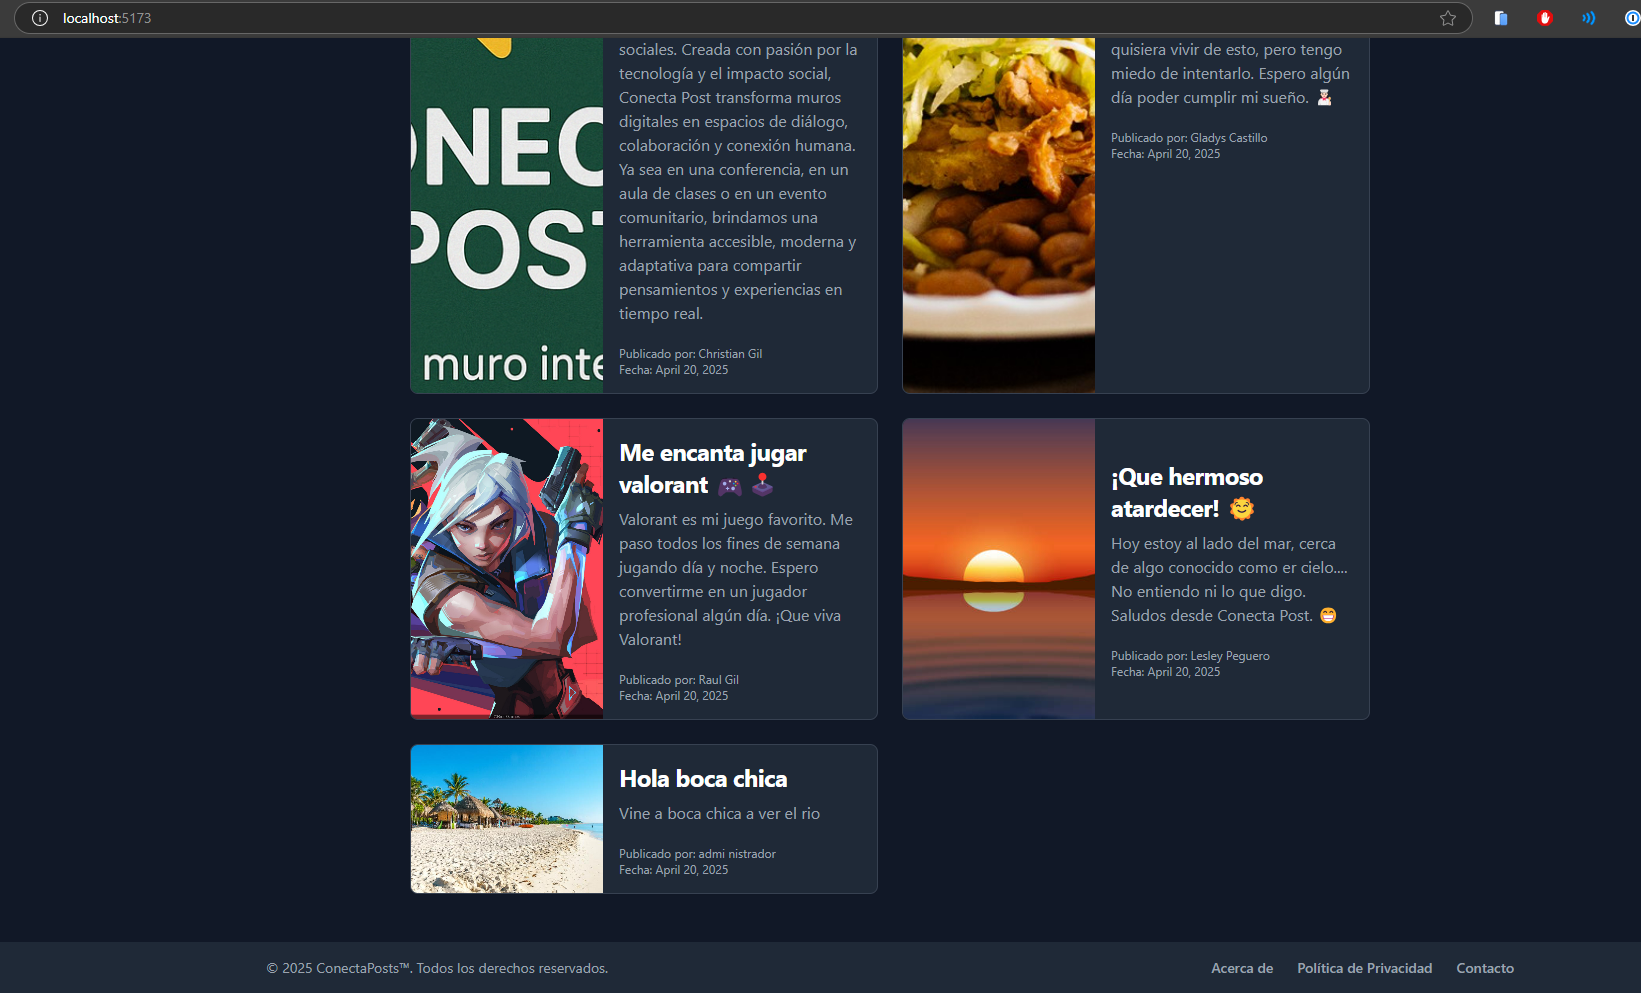 localhost:5173
sociales. Creada con pasión por la
tecnología y el impacto social,
Conecta Post transforma muros
digitales en espacios de diálogo,
colaboración y conexión humana.
Ya sea en una conferencia, en un
aula de clases o en un evento
comunitario, brindamos una
herramienta accesible, moderna y
adaptativa para compartir
pensamientos y experiencias en
tiempo real.
Publicado por: Christian Gil
Fecha: April 20, 2025
ONEC
POST
muro inte
quisiera vivir de esto, pero tengo
miedo de intentarlo. Espero algún
día poder cumplir mi sueño. 👨‍🍳
Publicado por: Gladys Castillo
Fecha: April 20, 2025
Me encanta jugar
valorant 🎮 🕹️
Valorant es mi juego favorito. Me
paso todos los fines de semana
jugando día y noche. Espero
convertirme en un jugador
profesional algún día. ¡Que viva
Valorant!
Publicado por: Raul Gil
Fecha: April 20, 2025
¡Que hermoso
atardecer! 🌞
Hoy estoy al lado del mar, cerca
de algo conocido como er cielo....
No entiendo ni lo que digo.
Saludos desde Conecta Post. 😁
Publicado por: Lesley Peguero
Fecha: April 20, 2025
Hola boca chica
Vine a boca chica a ver el rio
Publicado por: admi nistrador
Fecha: April 20, 2025
© 2025 ConectaPosts™. Todos los derechos reservados.
Acerca de
Política de Privacidad
Contacto